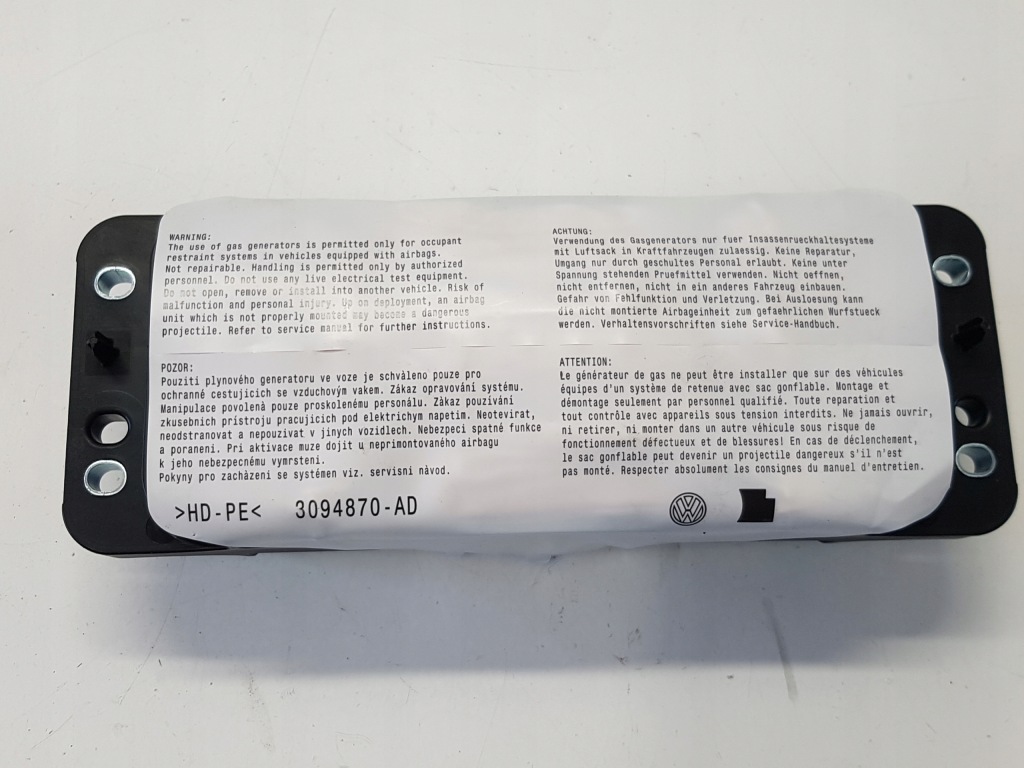 WARNING:
The use of gas generators is permitted only for occupant
restraint systems in vehicles equipped with airbags.
Not repairable. Handling is permitted only by authorized
personnel. Do not use any live electrical test equipment.
Do not open, remove or install into another vehicle. Risk of
malfunction and personal injury. Up on deployment, an airbag
unit which is not properly mounted may become a dangerous
projectile. Refer to service manual for further instructions.
ACHTUNG:
Verwendung des Gasgenerators nur fuer Insassenrueckhaltesysteme
mit Luftsack in Kraftfahrzeugen zulaessig. Keine Reparatur,
Umgang nur durch geschultes Personal erlaubt. Keine unter
Spannung stehenden Pruefmittel verwenden. Nicht oeffnen,
nicht entfernen, nicht in ein anderes Fahrzeug einbauen.
Gefahr von Fehlfunktion und Verletzung. Bei Ausloesung kann
die nicht montierte Airbageinheit zum gefaehrlichen Wurfstueck
werden. Verhaltensvorschriften siehe Service-Handbuch.
POZOR:
Pouziti plynového generatoru ve voze je schvàleno pouze pro
ochranné cestujicich se vzduchovým vakem. Zákaz opravování systému.
Manipulace povolená pouze proskolenému personálu. Zákaz pouzivání
zkusebnich pristroju pracujicich pod elektrichym napetim. Neotevirat,
neodstranovat a nepouzivat v jinych vozidlech. Nebezpeci spatné funkce
a poraneni. Pri aktivace muze dojit u neprimontovaného airbagu
k jeho nebezpecnému vymrsteni.
Pokyny pro zacházeni se systémem viz. servisni návod.
ATTENTION:
Le générateur de gas ne peut être installer que sur des véhicules
équipes d'un système de retenue avec sac gonflable. Montage et
démontage seulement par personnel qualifié. Toute reparation et
tout contrôle avec appareils sous tension interdits. Ne jamais ouvrir,
ni retirer, ni monter dans un autre véhicule sous risque de
fonctionnement défectueux et de blessures! En cas de déclenchement,
le sac gonflable peut devenir un projectile dangereux s'il n'est
pas monté. Respecter absolument les consignes du manuel d'entretien.
>HD-PE< 3094870-AD